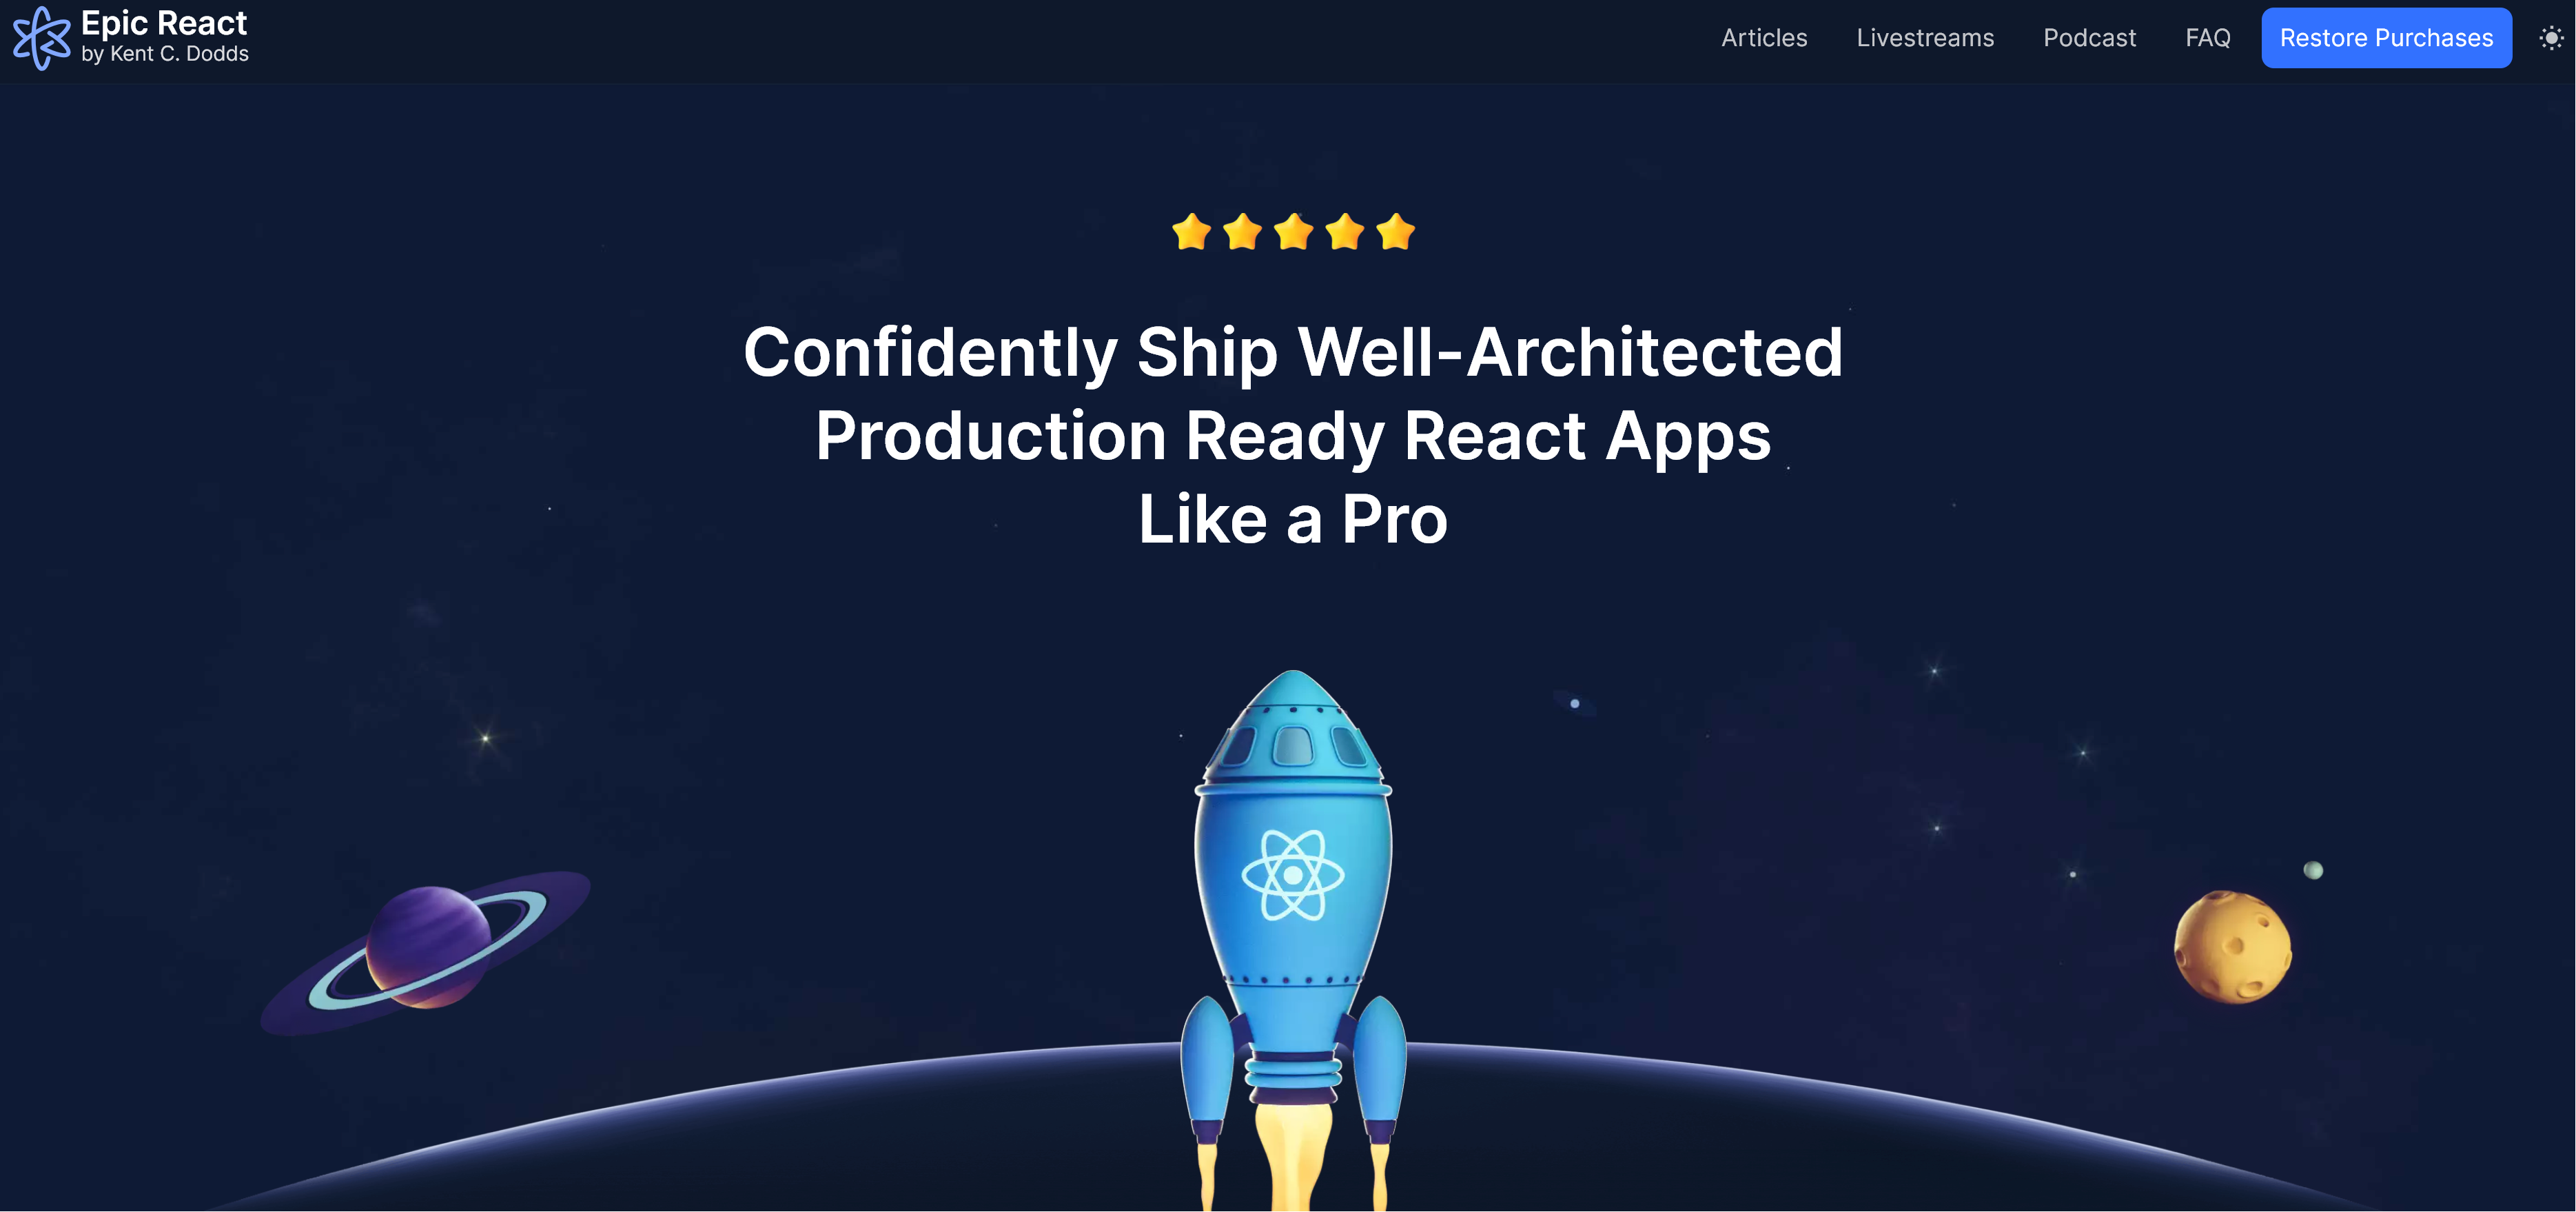 Epic React
by Kent C. Dodds
Articles
Livestreams
Podcast
FAQ
Restore Purchases
Confidently Ship Well-Architected
Production Ready React Apps
Like a Pro